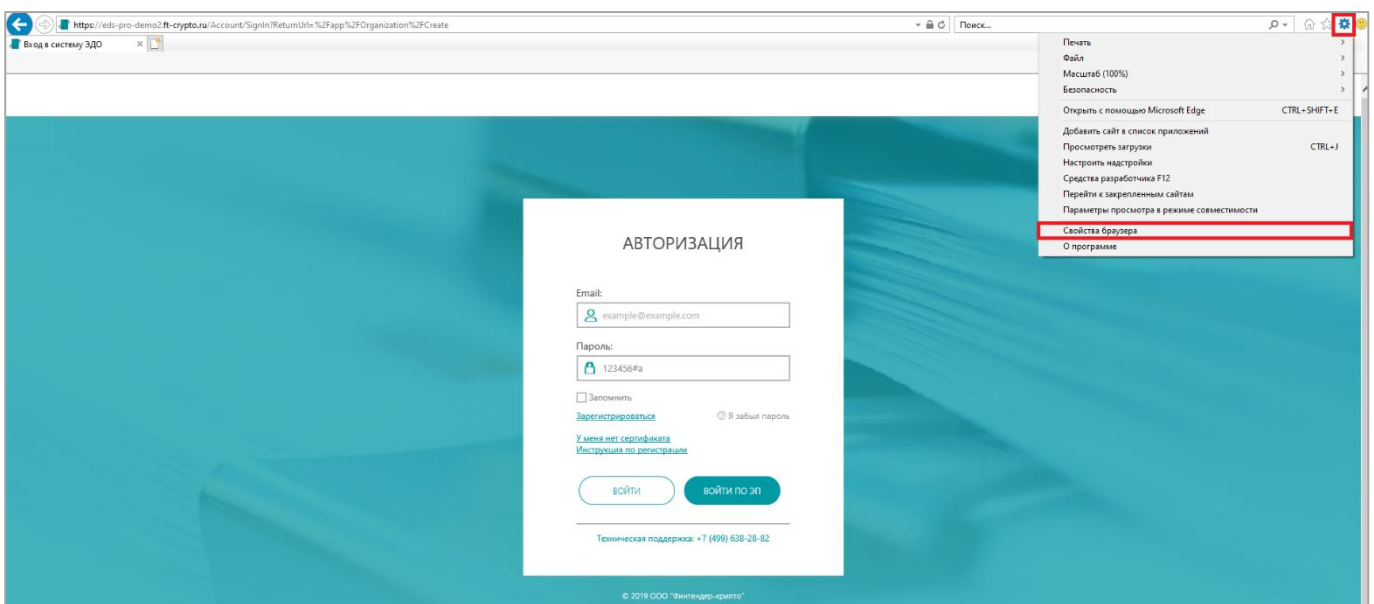 https://eds-pro-demo2.ft-crypto.ru/Account/SignIn?ReturnUrl=%2Fapp%2FOrganization%2FCreate
Поиск...
Вход в систему ЭДО
Печать
Файл
Масштаб (100%)
Безопасность
Открыть с помощью Microsoft Edge CTRL+SHIFT+E
Добавить сайт в список приложений
Просмотреть загрузки CTRL+J
Настроить надстройки
Средства разработчика F12
Перейти к закрепленным сайтам
Параметры просмотра в режиме совместимости
Свойства браузера
О программе
АВТОРИЗАЦИЯ
Email:
example@example.com
Пароль:
123456#a
Запомнить
Зарегистрироваться Я забыл пароль
У меня нет сертификата
Инструкция по регистрации
ВОЙТИ ВОЙТИ ПО ЭП
Техническая поддержка: +7 (499) 638-28-82
© 2019 ООО "Финтендер-крипто"